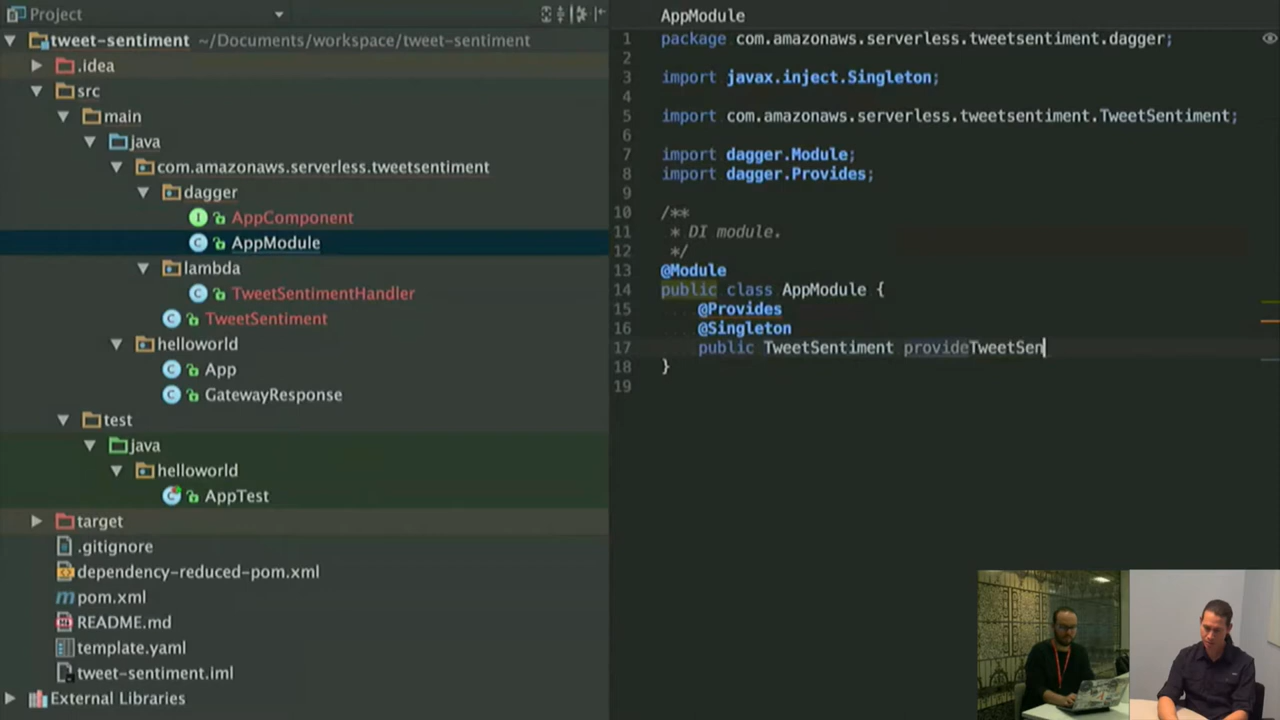 Project
tweet-sentiment ~/Documents/workspace/tweet-sentiment
.idea
src
main
java
com.amazonaws.serverless.tweetsentiment
dagger
AppComponent
AppModule
lambda
TweetSentimentHandler
TweetSentiment
helloworld
App
GatewayResponse
test
java
helloworld
AppTest
target
.gitignore
dependency-reduced-pom.xml
pom.xml
README.md
template.yaml
tweet-sentiment.iml
External Libraries
AppModule
1 package com.amazonaws.serverless.tweetsentiment.dagger;
2
3 import javax.inject.Singleton;
4
5 import com.amazonaws.serverless.tweetsentiment.TweetSentiment;
6
7 import dagger.Module;
8 import dagger.Provides;
9
10 /**
11 * DI module.
12 */
13 @Module
14 public class AppModule {
15 @Provides
16 @Singleton
17 public TweetSentiment provideTweetSen
18 }
19